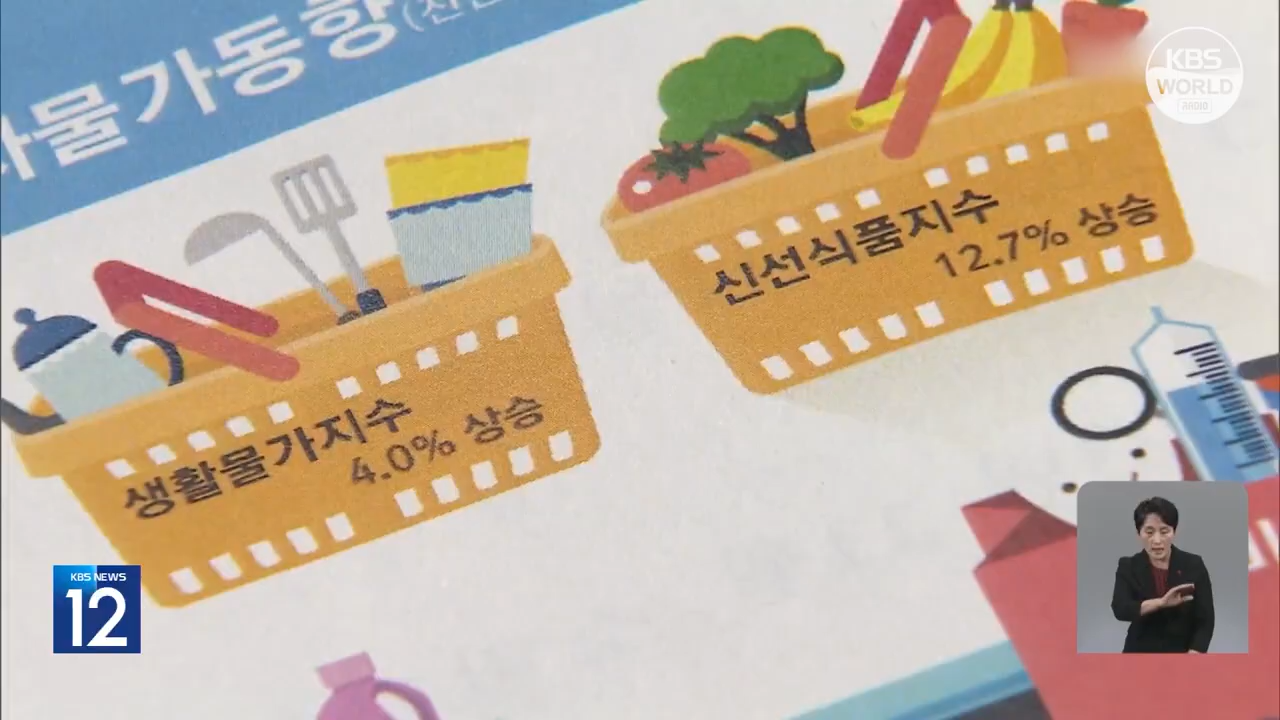 물가동향
KBS
WORLD
RADIO
신선식품지수
12.7% 상승
생활물가지수
4.0% 상승
KBS NEWS
12